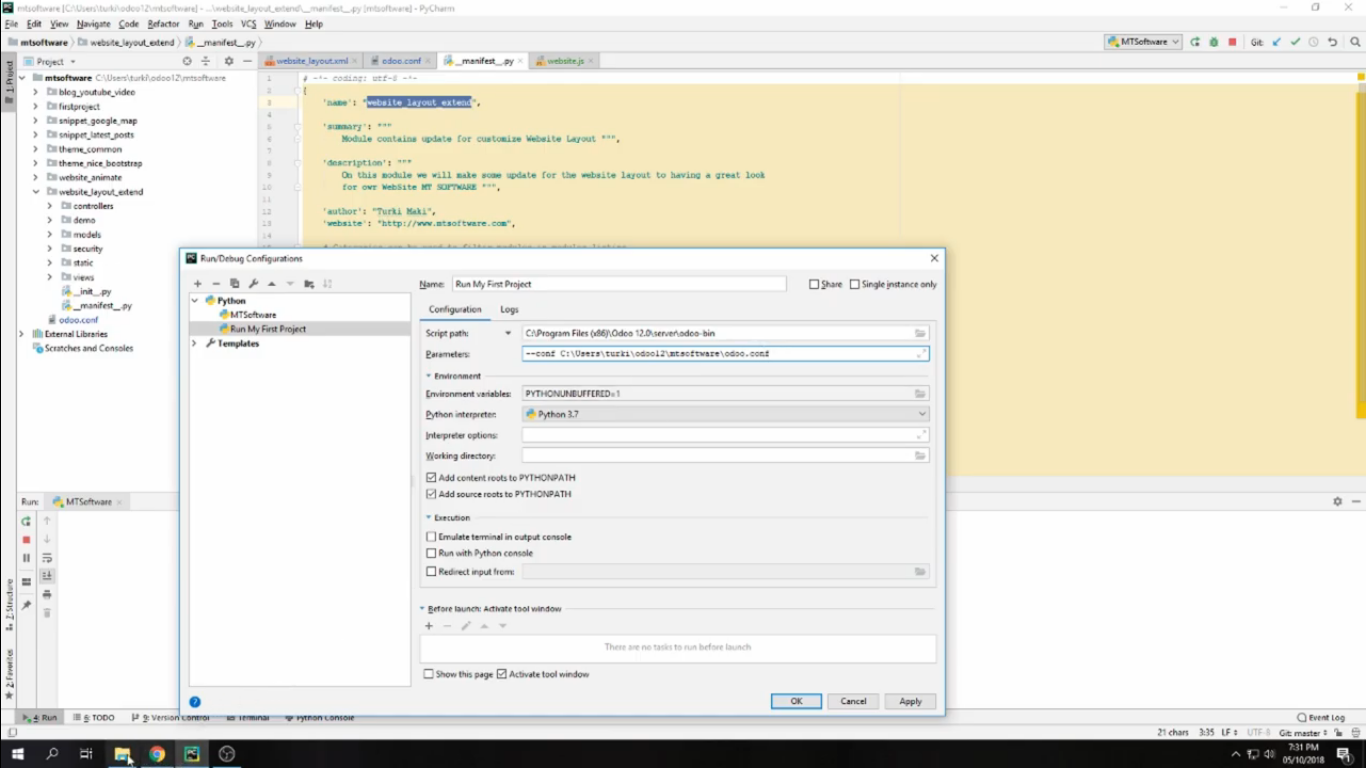 mtsoftware [C:\Users\turki\odoo12\mtsoftware] - ...\website_layout_extend\__manifest__.py [mtsoftware] - PyCharm
File Edit View Navigate Code Refactor Run Tools VCS Window Help
mtsoftware website_layout_extend __manifest__.py MTSoftware Git:
Project website_layout.xml odoo.conf __manifest__.py website.js
1: Project
mtsoftware C:\Users\turki\odoo12\mtsoftware
blog_youtube_video
firstproject
snippet_google_map
snippet_latest_posts
theme_common
theme_nice_bootstrap
website_animate
website_layout_extend
controllers
demo
models
security
static
views
__init__.py
__manifest__.py
odoo.conf
External Libraries
Scratches and Consoles
1 # -*- coding: utf-8 -*-
2 {
3 'name': "website_layout_extend",
4
5 'summary': """
6 Module contains update for customize Website Layout """,
7
8 'description': """
9 On this module we will make some update for the website layout to having a great look
10 for owr WebSite MT SOFTWARE """,
11
12 'author': "Turki Maki",
13 'website': "http://www.mtsoftware.com",
14
Run/Debug Configurations
Python
MTSoftware
Run My First Project
Templates
Name: Run My First Project Share Single instance only
Configuration Logs
Script path: C:\Program Files (x86)\Odoo 12.0\server\odoo-bin
Parameters: --conf C:\Users\turki\odoo12\mtsoftware\odoo.conf
Environment
Environment variables: PYTHONUNBUFFERED=1
Python interpreter: Python 3.7
Interpreter options:
Working directory:
Add content roots to PYTHONPATH
Add source roots to PYTHONPATH
Execution
Emulate terminal in output console
Run with Python console
Redirect input from:
Before launch: Activate tool window
There are no tasks to run before launch
Show this page Activate tool window
OK Cancel Apply
Run: MTSoftware
Z: Structure
2: Favorites
4: Run 6: TODO 9: Version Control Terminal Python Console Event Log
21 chars 3:35 LF UTF-8 Git: master
7:31 PM
05/10/2018